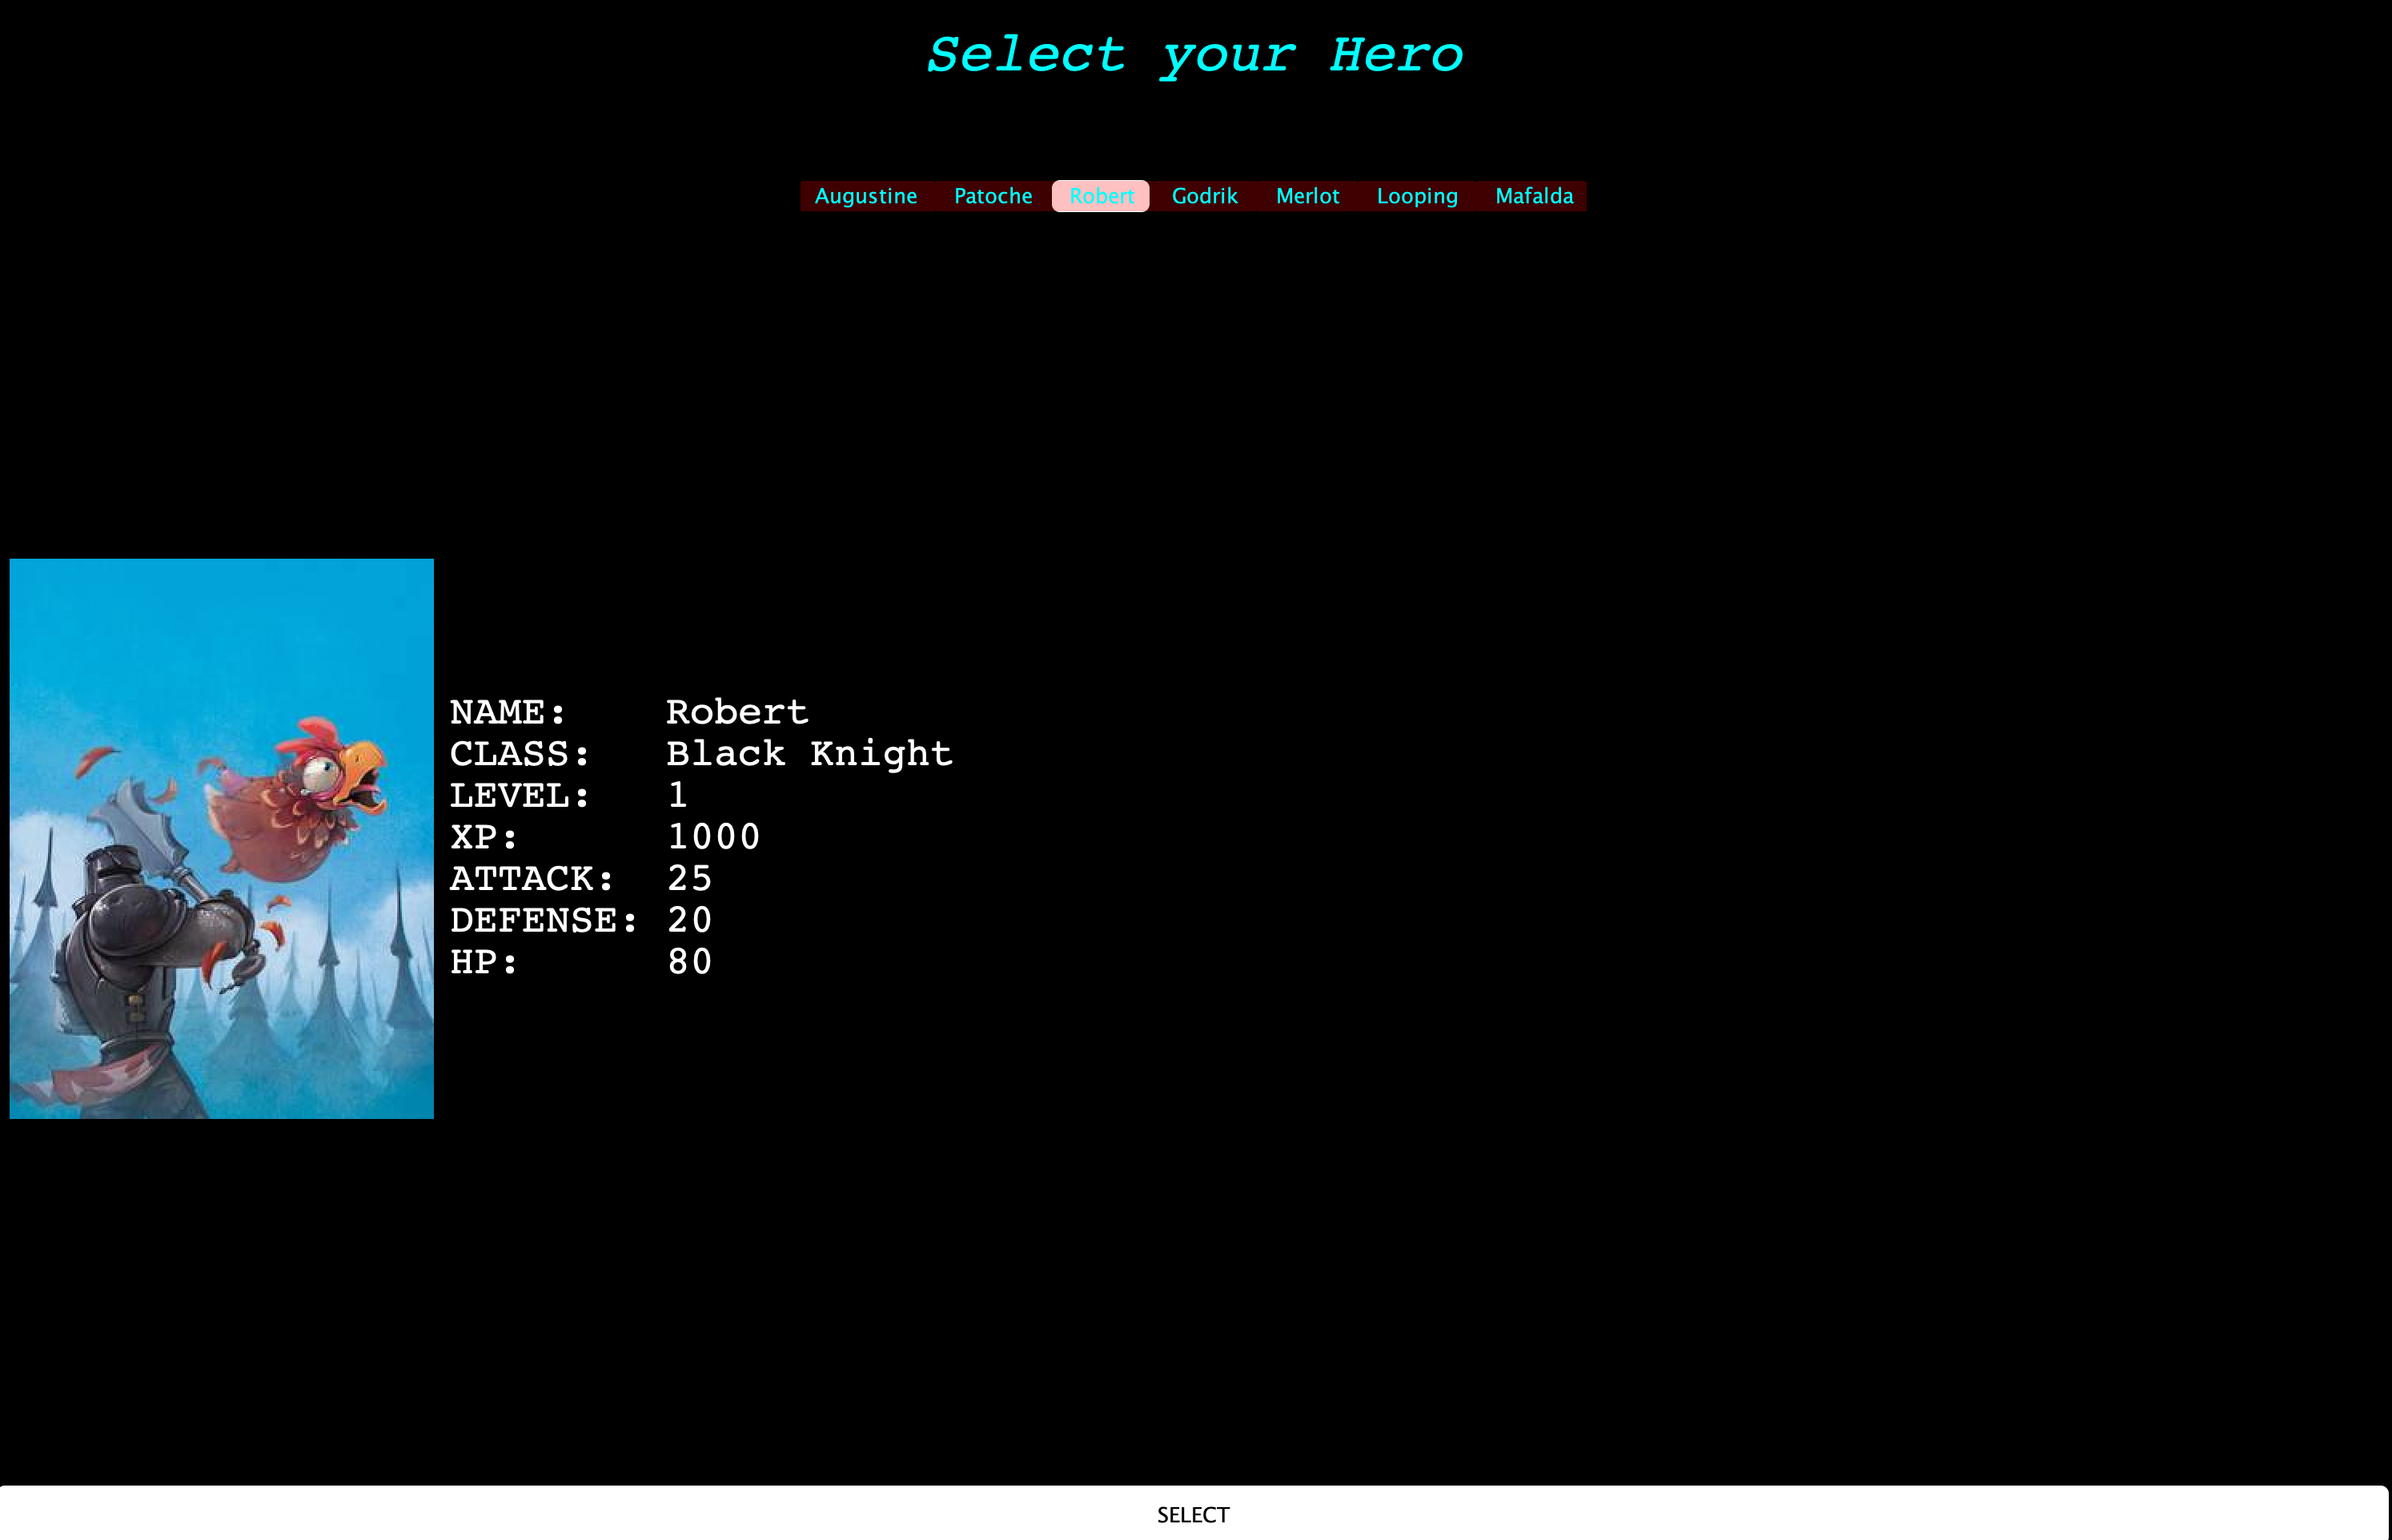 Select your Hero
Augustine Patoche Robert Godrik Merlot Looping Mafalda
NAME: Robert
CLASS: Black Knight
LEVEL: 1
XP: 1000
ATTACK: 25
DEFENSE: 20
HP: 80
SELECT